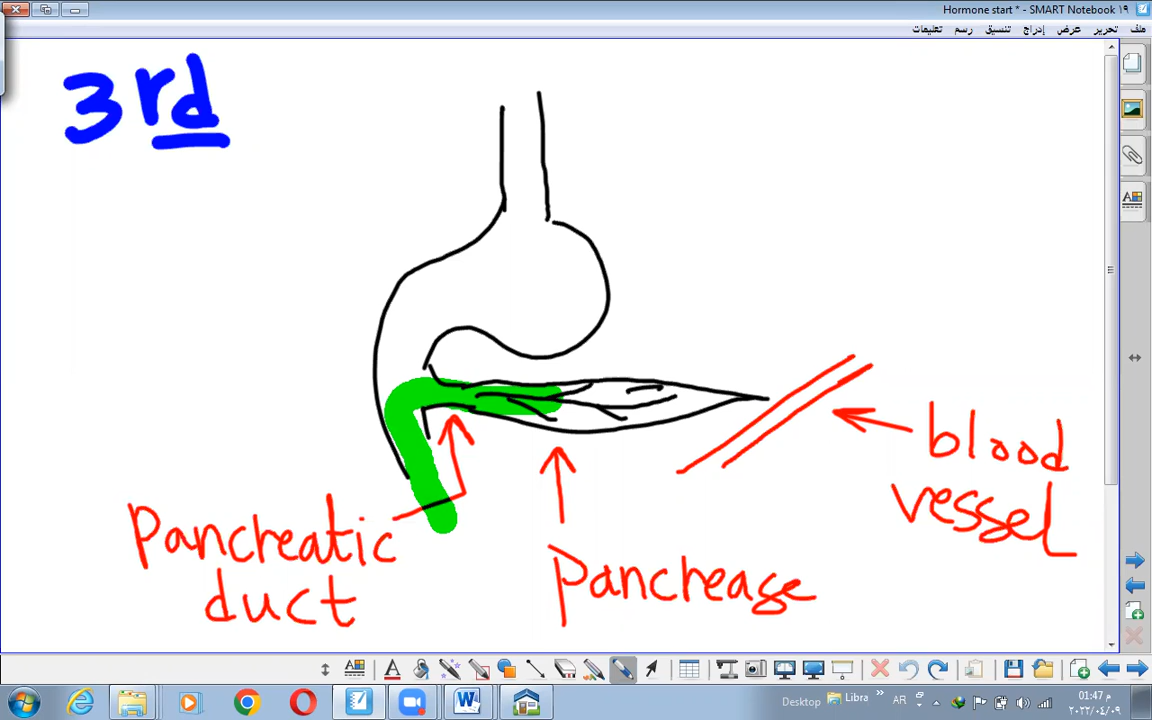 Hormone start * - SMART Notebook ١٩
ملف تحرير عرض إدراج تنسيق رسم تعليمات
3rd
blood
vessel
Pancreatic
duct
Pancrease
Desktop Libra » AR
01:47 م
٢٠٢٢/٠٤/٠٩